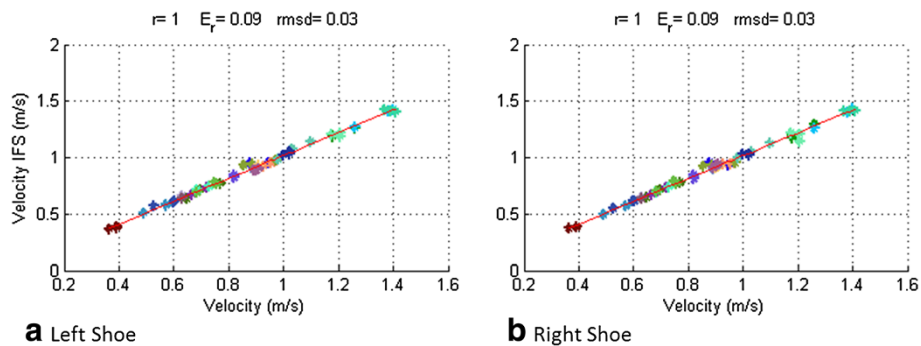 r= 1 Er= 0.09 rmsd= 0.03
2
1.5
1
0.5
0
Velocity IFS (m/s)
0.2 0.4 0.6 0.8 1 1.2 1.4 1.6
Velocity (m/s)
a Left Shoe
r= 1 Er= 0.09 rmsd= 0.03
2
1.5
1
0.5
0
0.2 0.4 0.6 0.8 1 1.2 1.4 1.6
Velocity (m/s)
b Right Shoe